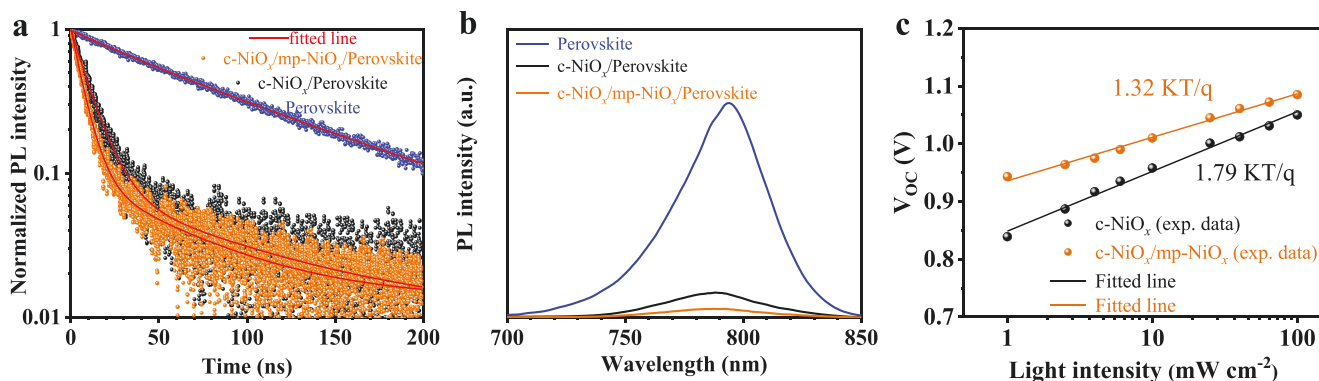 a
Normalized PL intensity
1
0.1
0.01
fitted line
c-NiOₓ/mp-NiOₓ/Perovskite
c-NiOₓ/Perovskite
Perovskite
0 50 100 150 200
Time (ns)
b
PL intensity (a.u.)
Perovskite
c-NiOₓ/Perovskite
c-NiOₓ/mp-NiOₓ/Perovskite
700 750 800 850
Wavelength (nm)
c
V_OC (V)
1.2
1.1
1.0
0.9
0.8
0.7
1.32 KT/q
1.79 KT/q
c-NiOₓ (exp. data)
c-NiOₓ/mp-NiOₓ (exp. data)
Fitted line
Fitted line
1 10 100
Light intensity (mW cm⁻²)